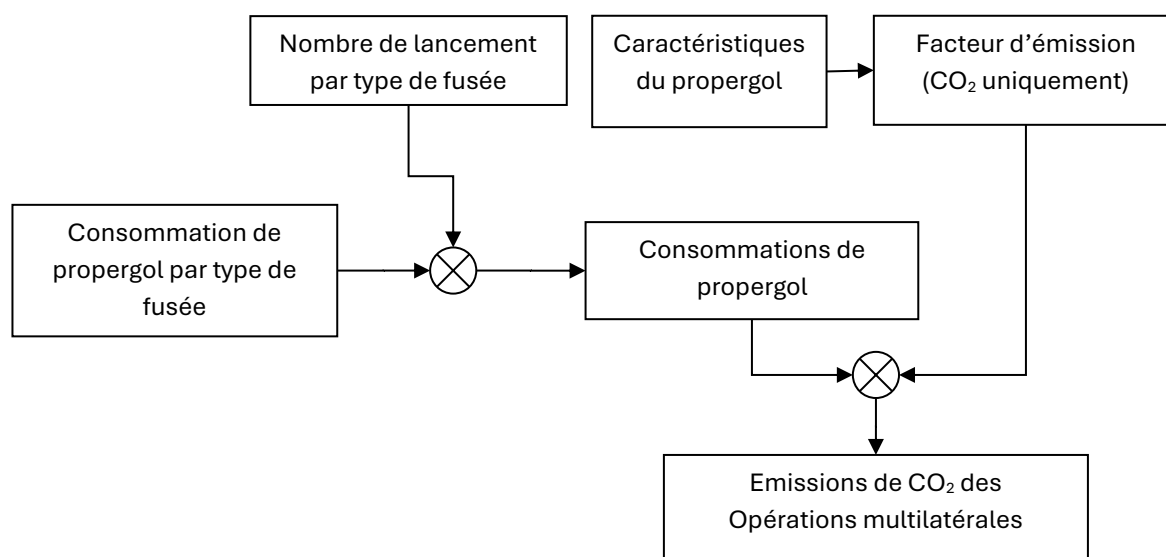 Nombre de lancement
par type de fusée
Caractéristiques
du propergol
Facteur d’émission
(CO₂ uniquement)
Consommation de
propergol par type de
fusée
Consommations de
propergol
Emissions de CO₂ des
Opérations multilatérales